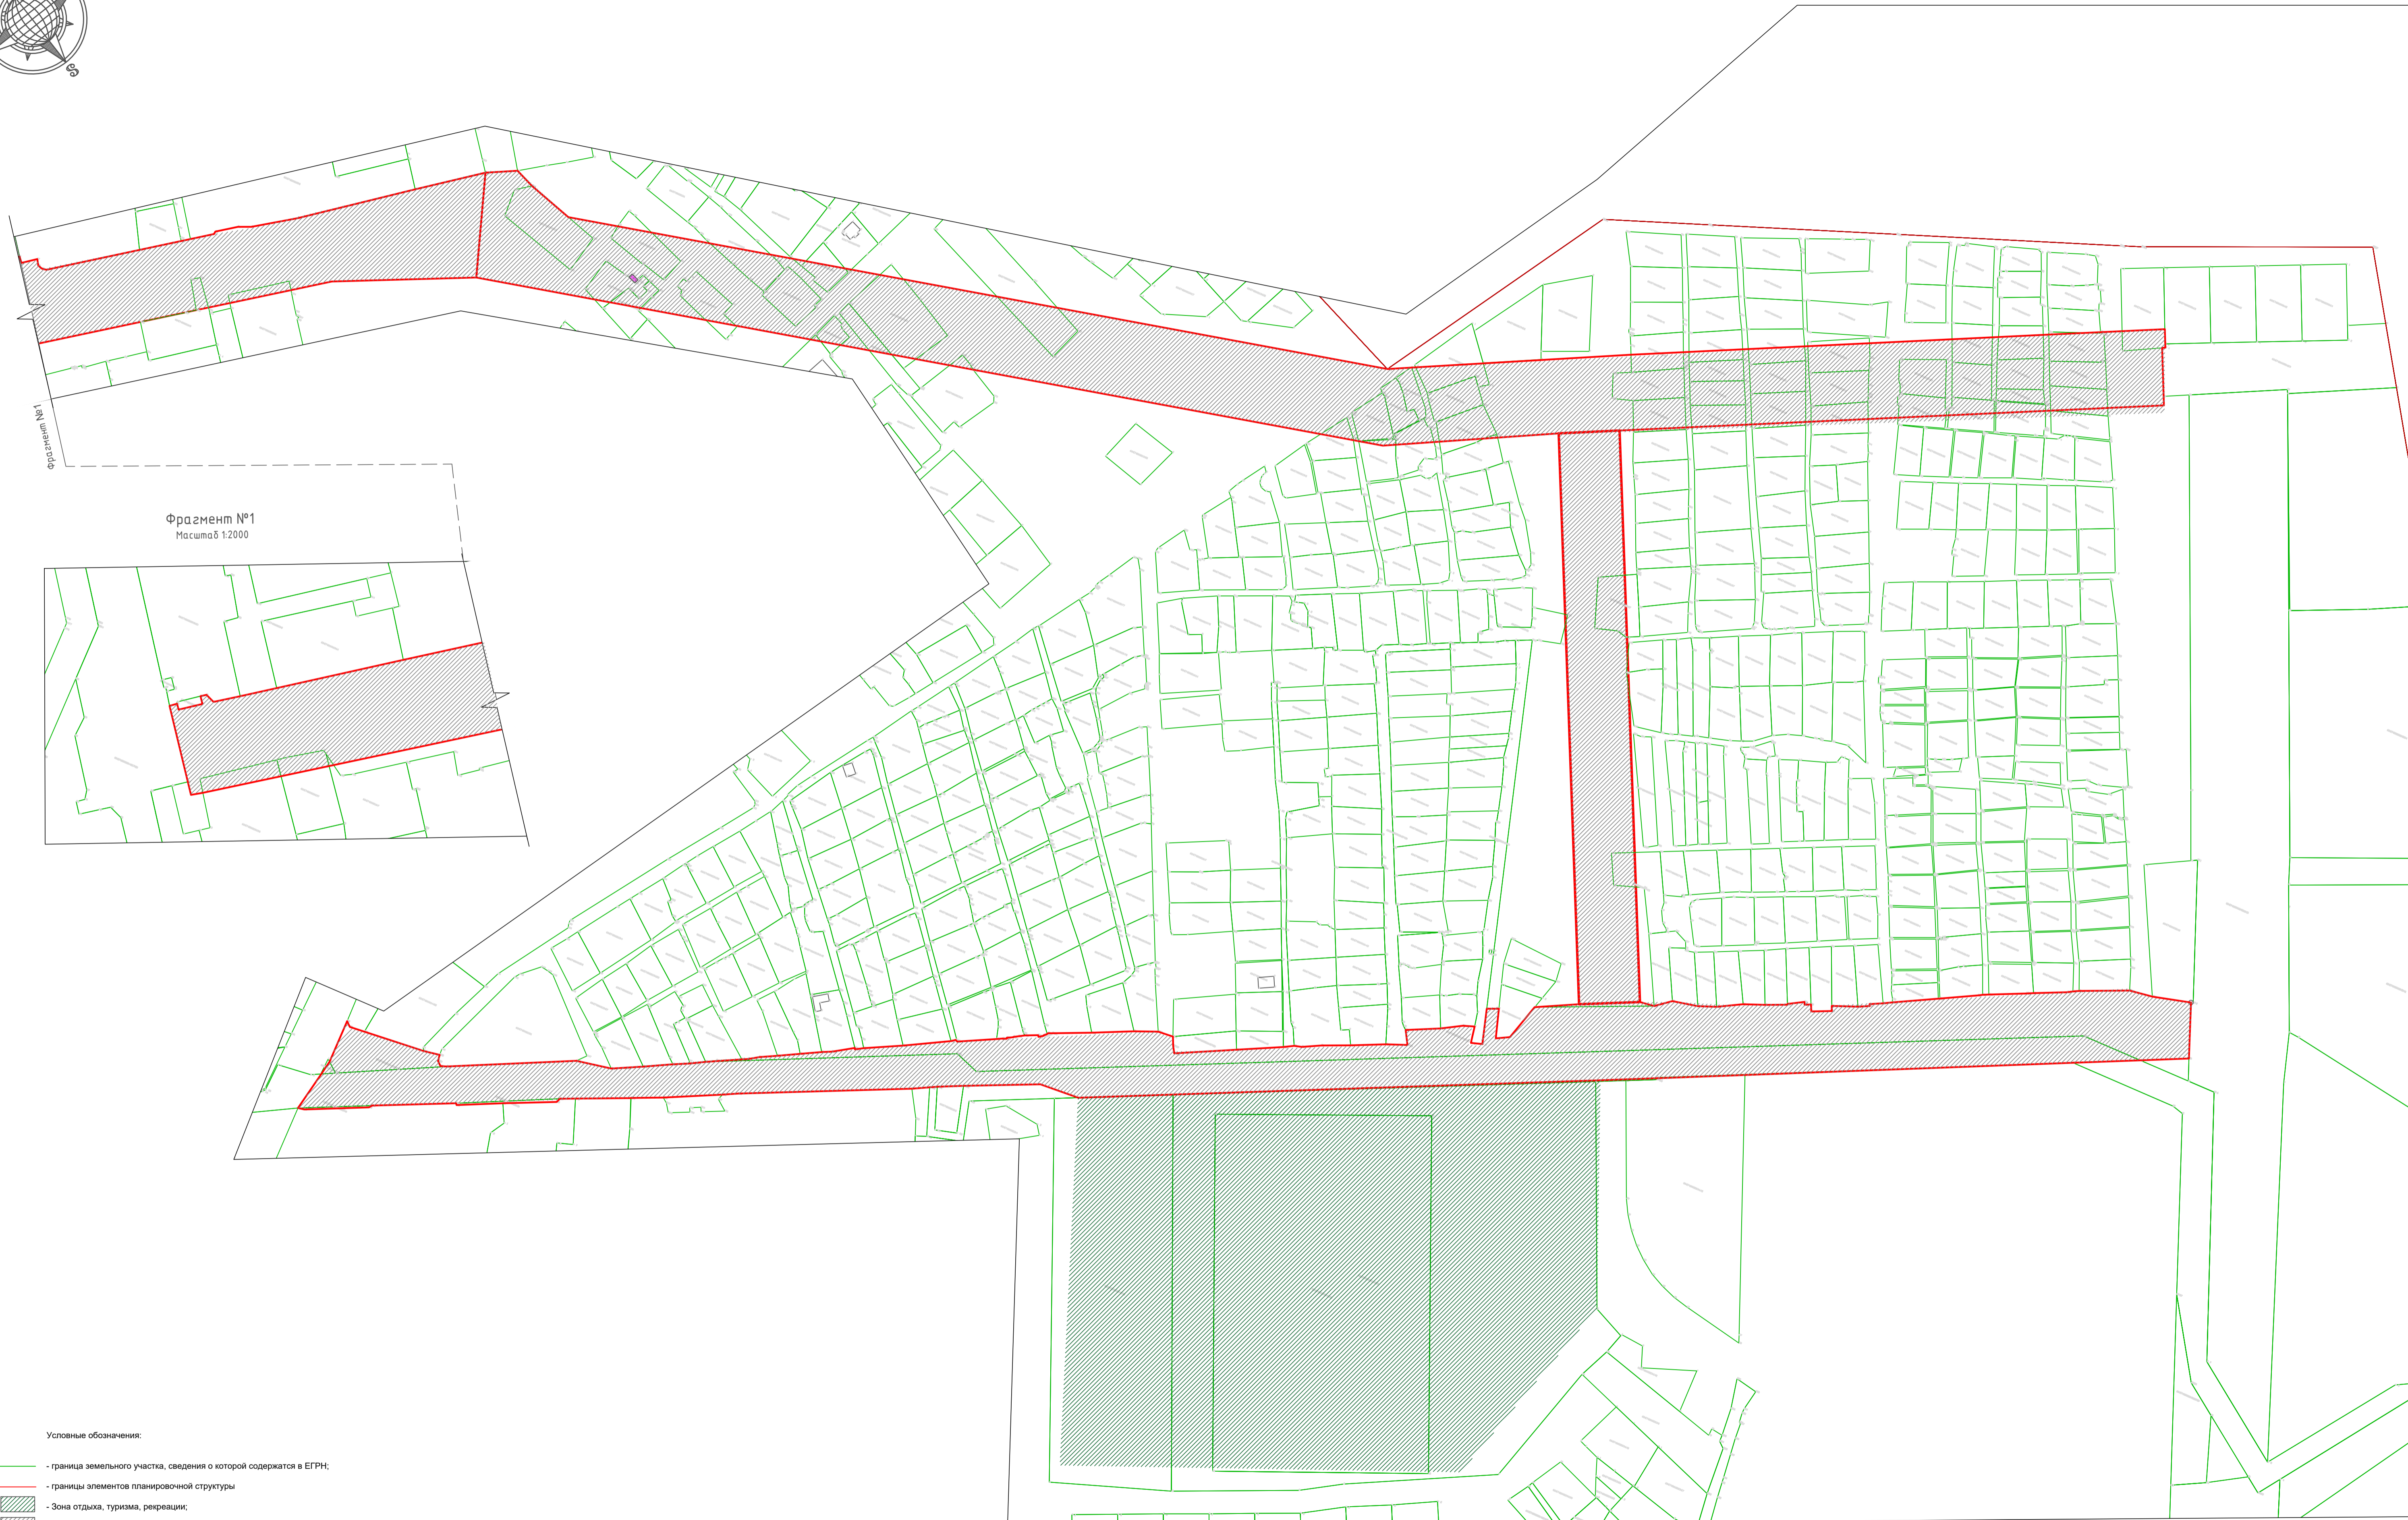 S
Фрагмент №1
Фрагмент №1
Масштаб 1:2000
Условные обозначения:
- граница земельного участка, сведения о которой содержатся в ЕГРН;
- границы элементов планировочной структуры
- Зона отдыха, туризма, рекреации;